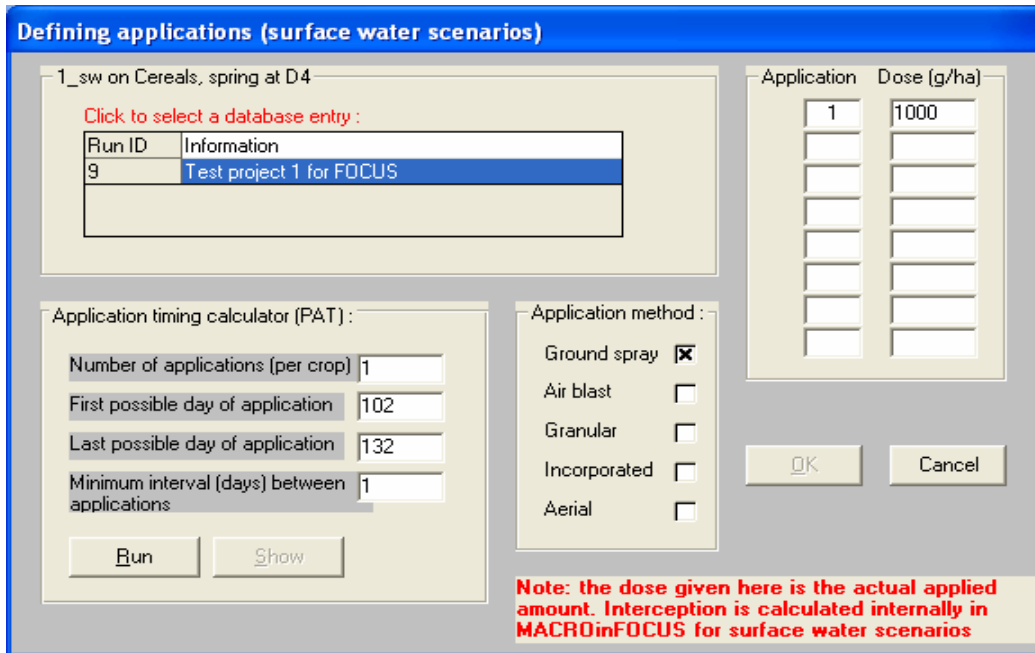 Defining applications (surface water scenarios)
1_sw on Cereals, spring at D4
Click to select a database entry :
Run ID Information
9 Test project 1 for FOCUS
Application Dose (g/ha)
1 1000
Application timing calculator (PAT) :
Number of applications (per crop) 1
First possible day of application 102
Last possible day of application 132
Minimum interval (days) between 1
applications
Run Show
Application method :
Ground spray
Air blast
Granular
Incorporated
Aerial
OK Cancel
Note: the dose given here is the actual applied
amount. Interception is calculated internally in
MACROinFOCUS for surface water scenarios